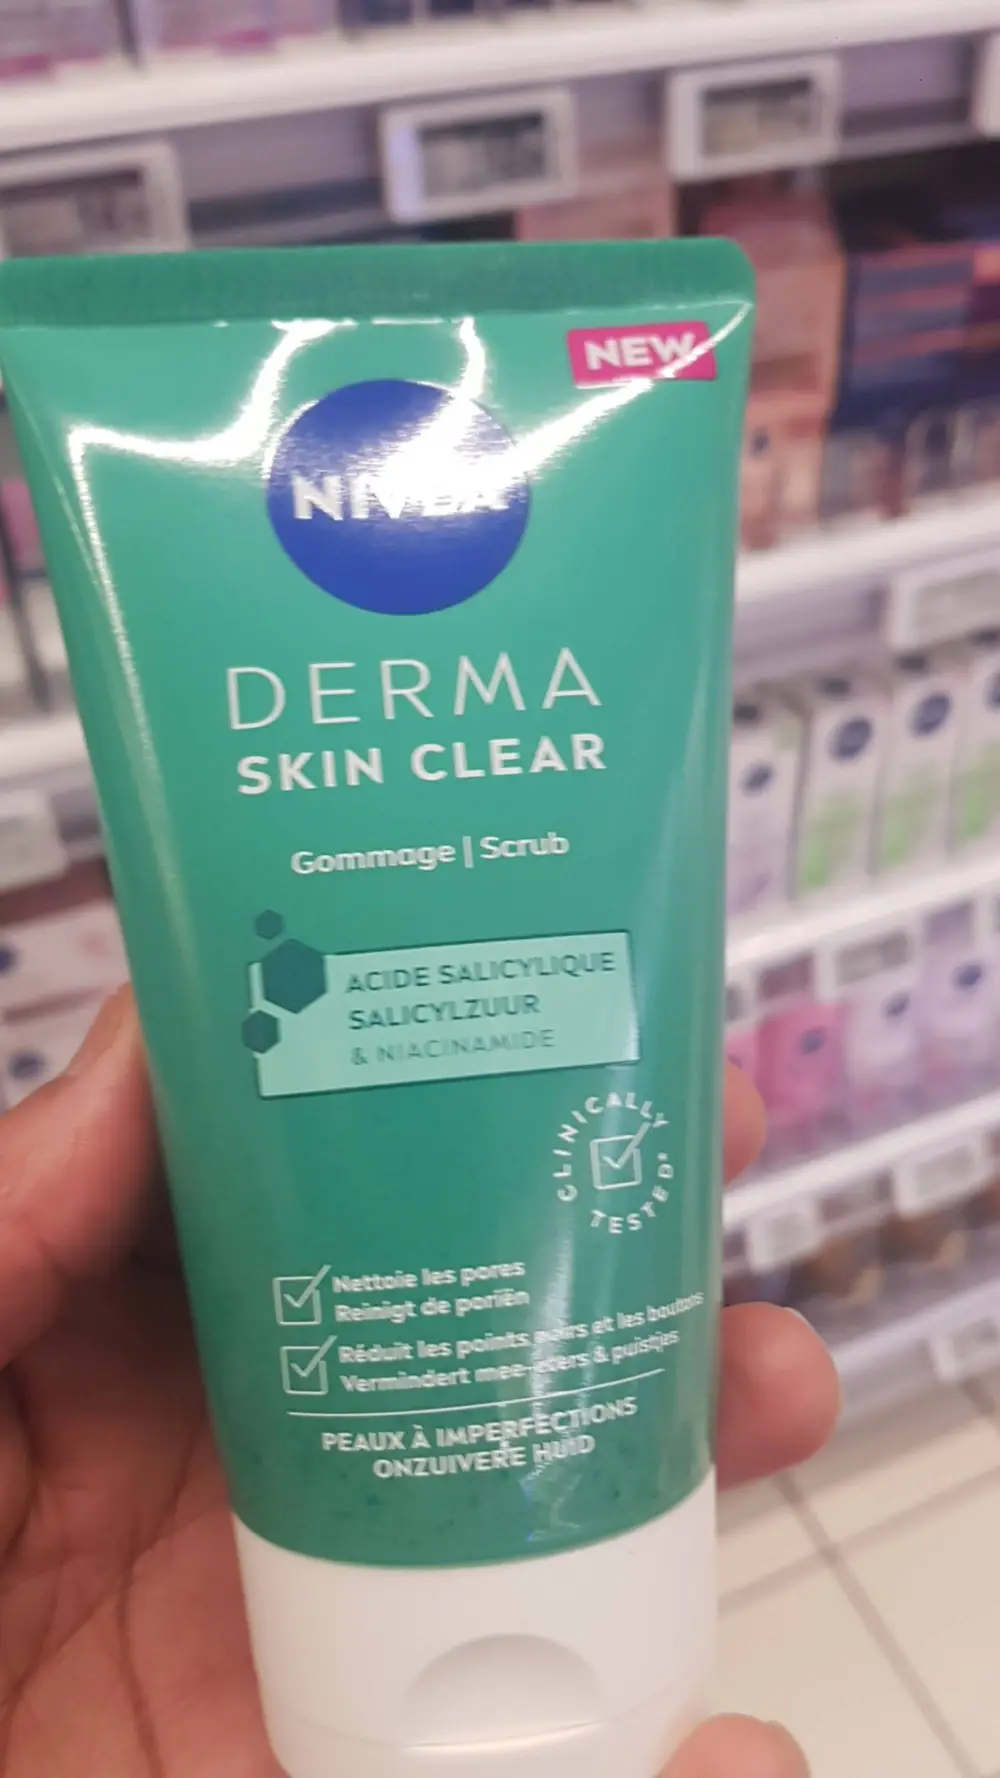 NEW
NIVEA
DERMA
SKIN CLEAR
Gommage | Scrub
ACIDE SALICYLIQUE
SALICYLZUUR
& NIACINAMIDE
CLINICALLY TESTED*
Nettoie les pores
Reinigt de poriën
Réduit les points noirs et les boutons
Vermindert mee-eters & puistjes
PEAUX À IMPERFECTIONS
ONZUIVERE HUID